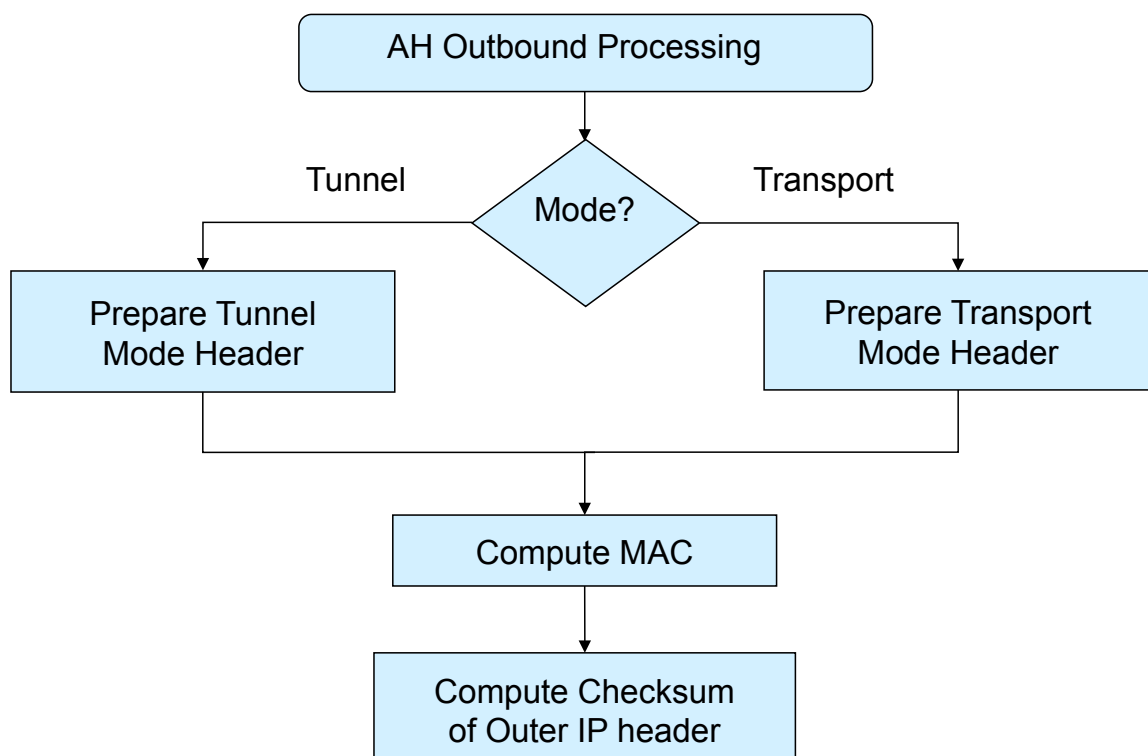 AH Outbound Processing
Tunnel
Transport
Mode?
Prepare Tunnel
Mode Header
Prepare Transport
Mode Header
Compute MAC
Compute Checksum
of Outer IP header